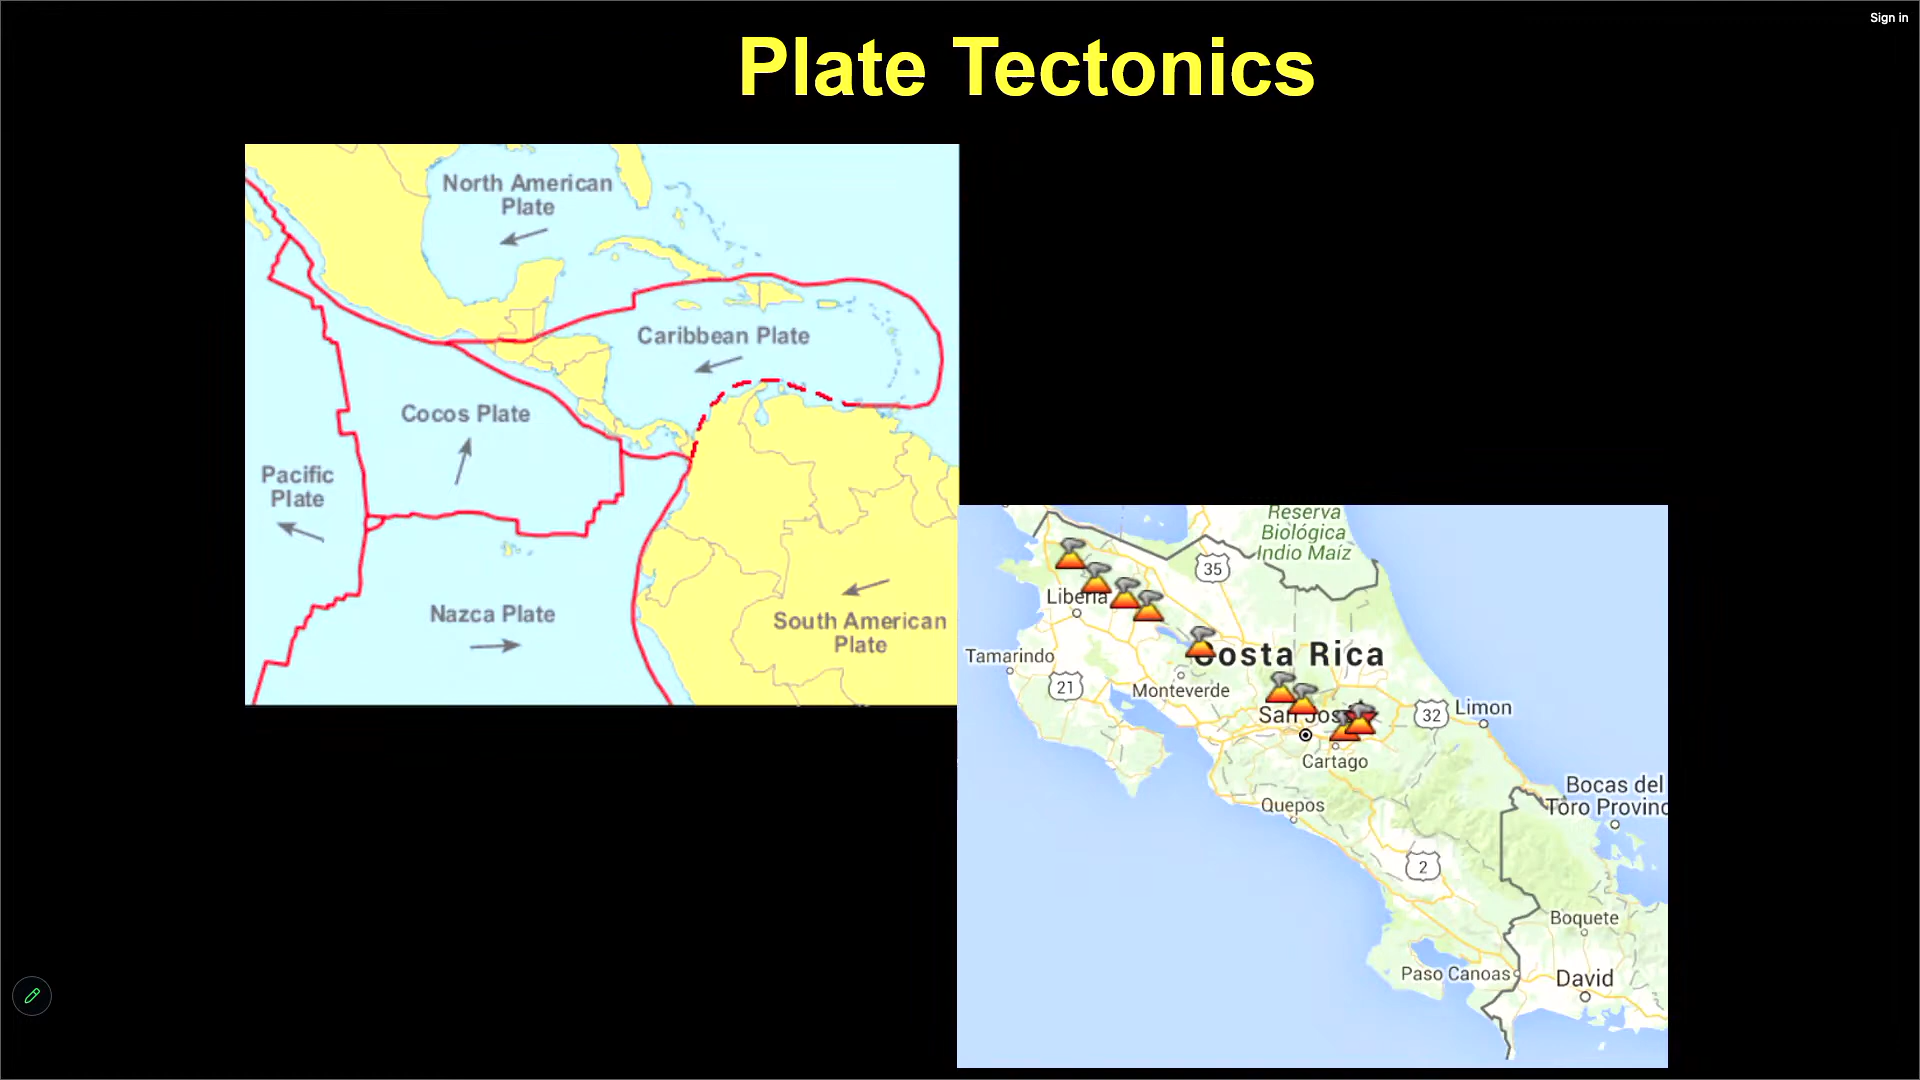 Sign in
Plate Tectonics
North American
Plate
Caribbean Plate
Cocos Plate
Pacific
Plate
Nazca Plate
South American
Plate
Reserva
Biológica
Indio Maíz
35
Liberia
Costa Rica
Tamarindo
21
Monteverde
San José
32
Limon
Cartago
Bocas del
Toro Provinc
Quepos
2
Boquete
Paso Canoas
David